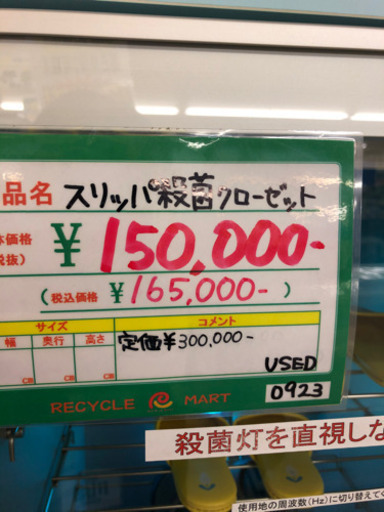 品名 スリッパ殺菌クローゼット
体価格
税抜)
¥150,000-
(税込価格 ¥165,000-)
サイズ コメント
幅 奥行 高さ 定価¥300,000-
cm cm cm
USED
0923
RECYCLE MART
殺菌灯を直視しな
使用地の周波数(Hz)に切り替えてく